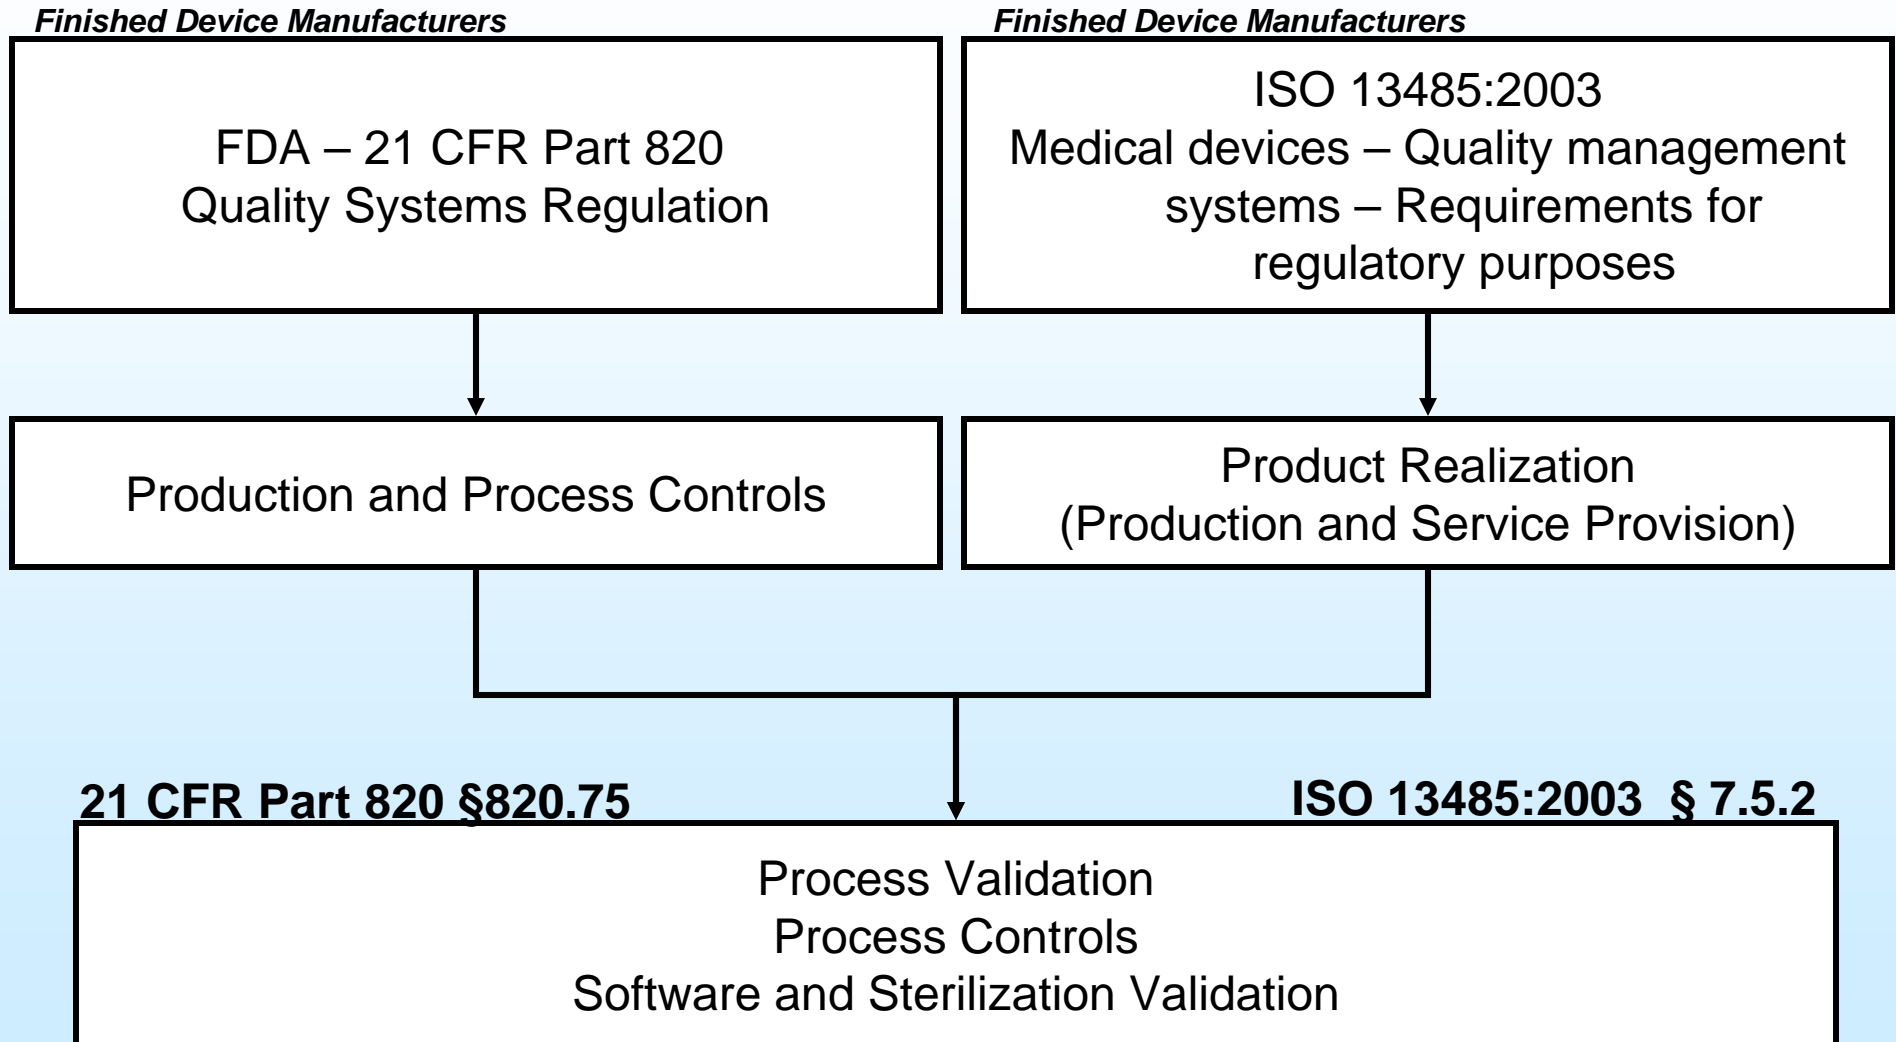 Finished Device Manufacturers
Finished Device Manufacturers
FDA – 21 CFR Part 820
Quality Systems Regulation
ISO 13485:2003
Medical devices – Quality management
systems – Requirements for
regulatory purposes
Production and Process Controls
Product Realization
(Production and Service Provision)
21 CFR Part 820 §820.75
ISO 13485:2003 § 7.5.2
Process Validation
Process Controls
Software and Sterilization Validation